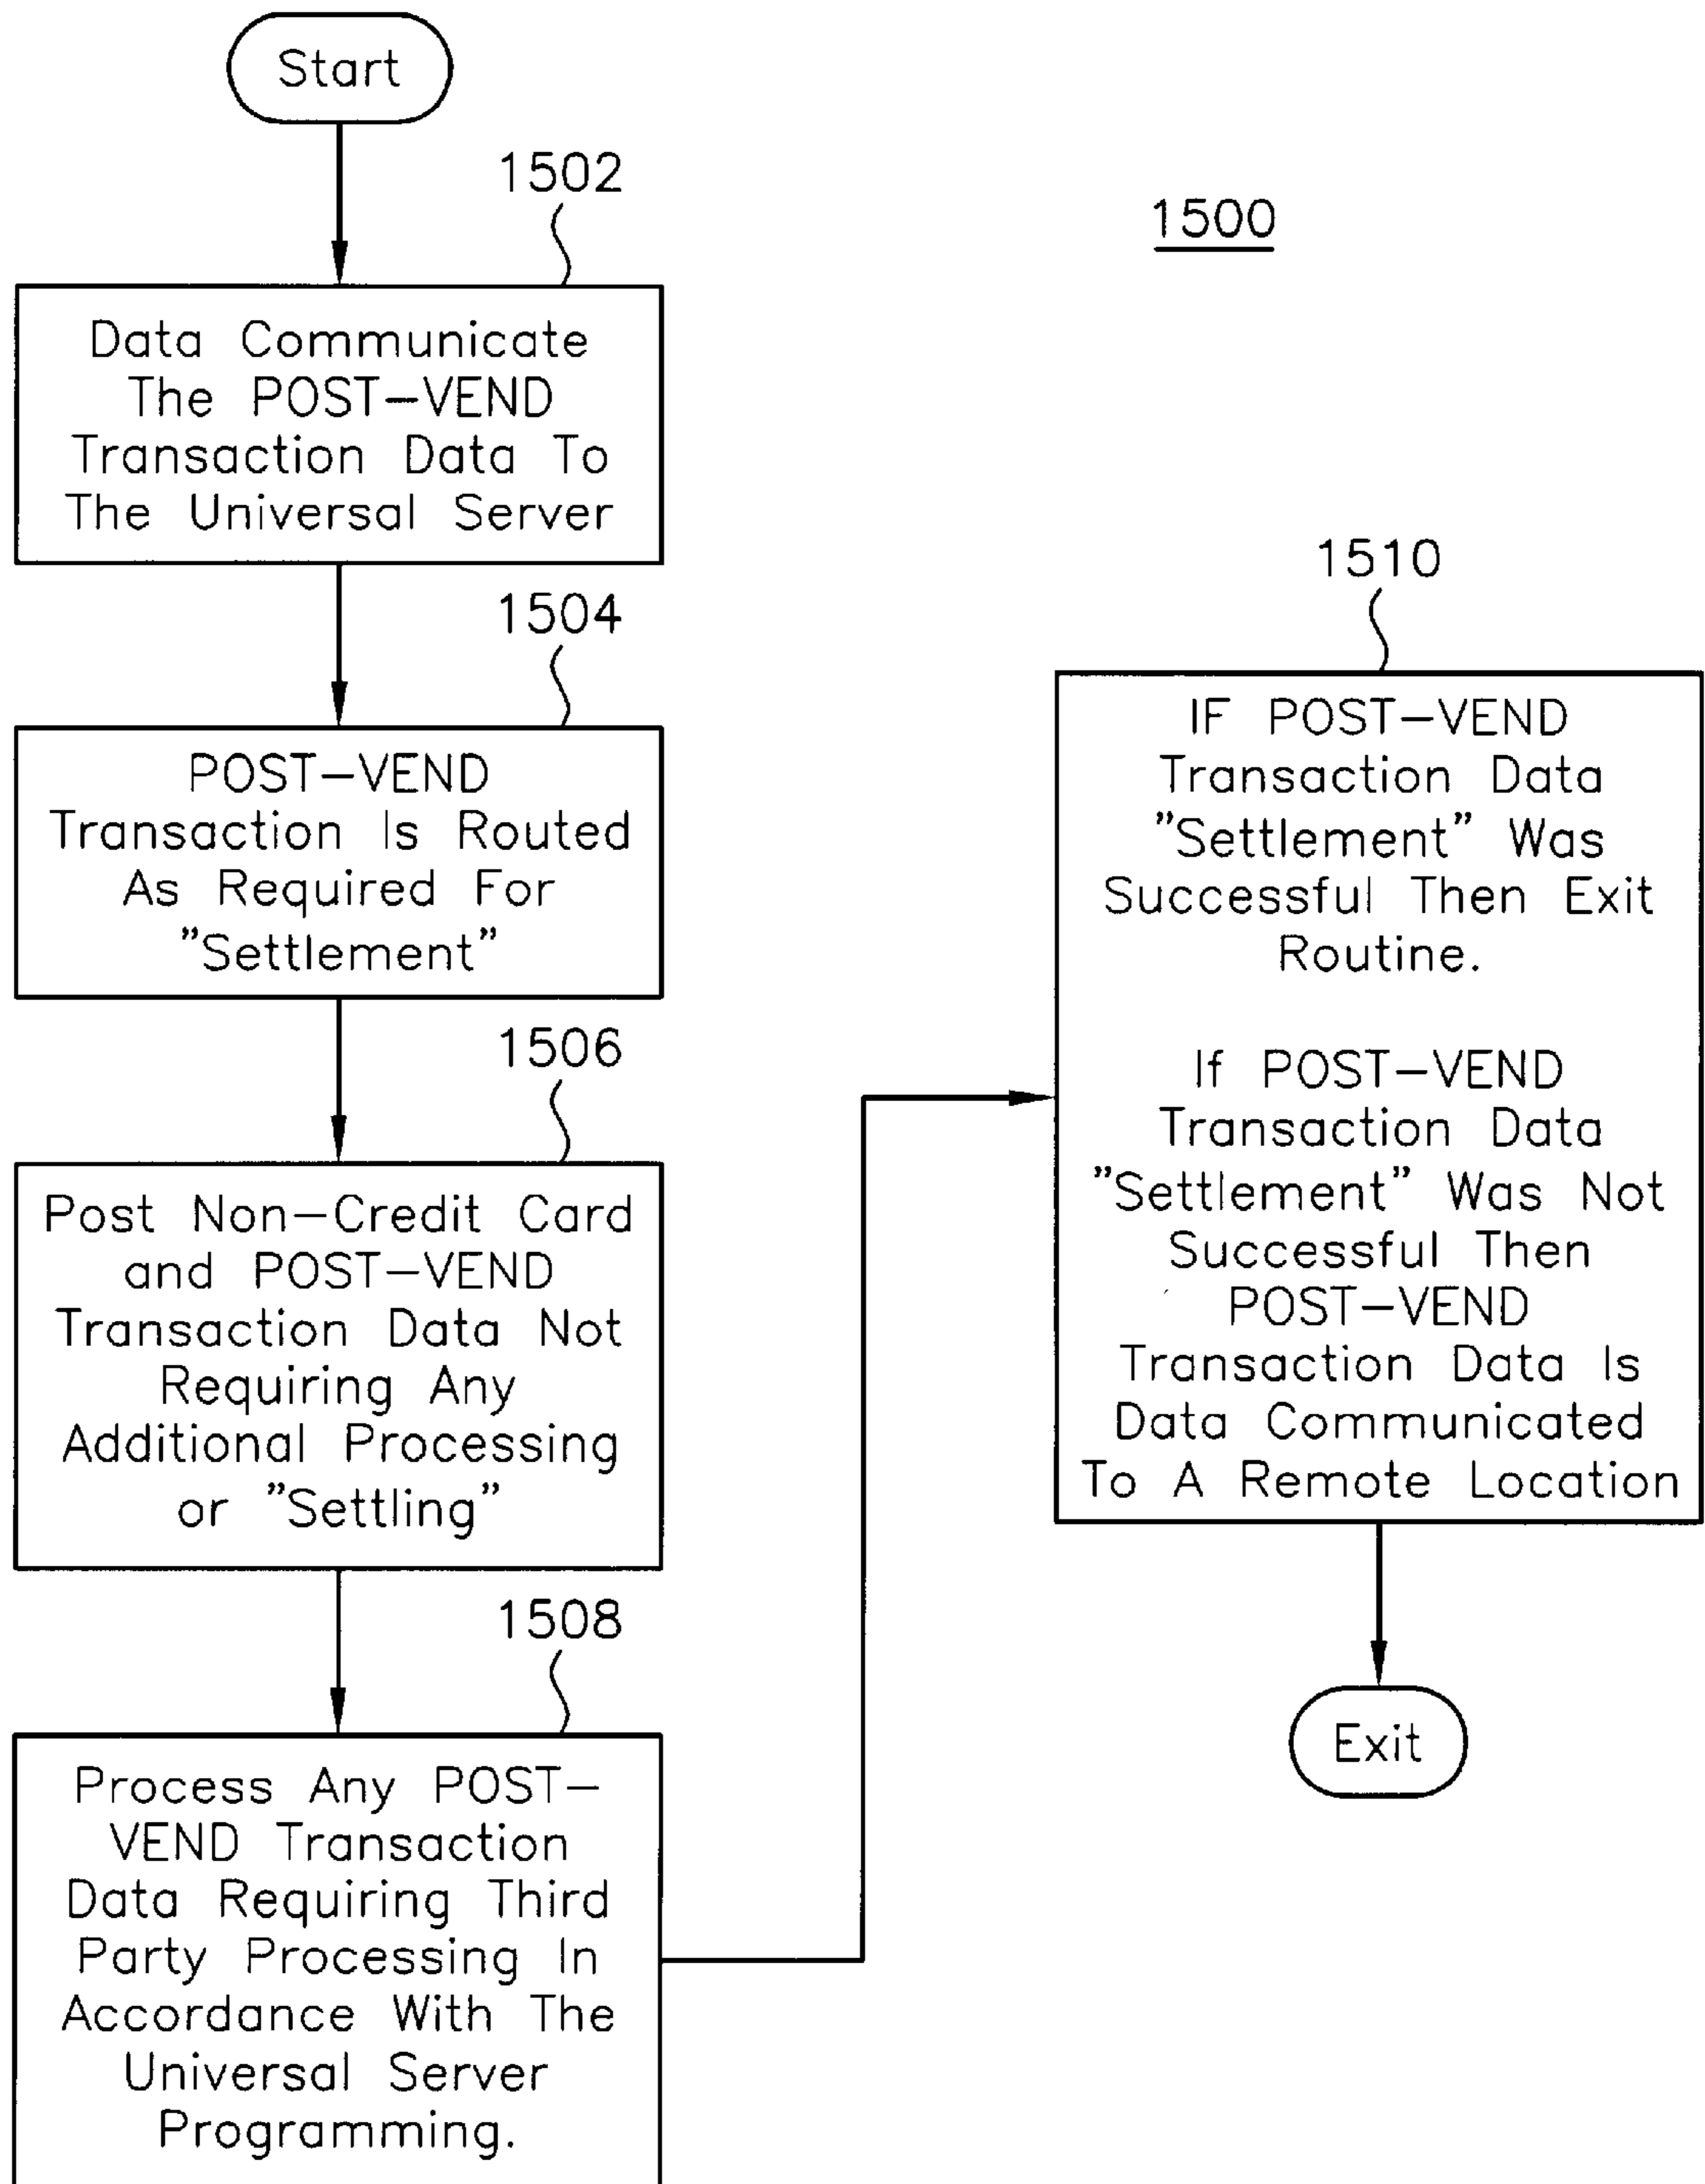 Start
1502
1500
Data Communicate
The POST–VEND
Transaction Data To
The Universal Server
1504
POST–VEND
Transaction Is Routed
As Required For
"Settlement"
1506
Post Non–Credit Card
and POST–VEND
Transaction Data Not
Requiring Any
Additional Processing
or "Settling"
1508
Process Any POST–
VEND Transaction
Data Requiring Third
Party Processing In
Accordance With The
Universal Server
Programming.
1510
IF POST–VEND
Transaction Data
"Settlement" Was
Successful Then Exit
Routine.
If POST–VEND
Transaction Data
"Settlement" Was Not
Successful Then
POST–VEND
Transaction Data Is
Data Communicated
To A Remote Location
Exit